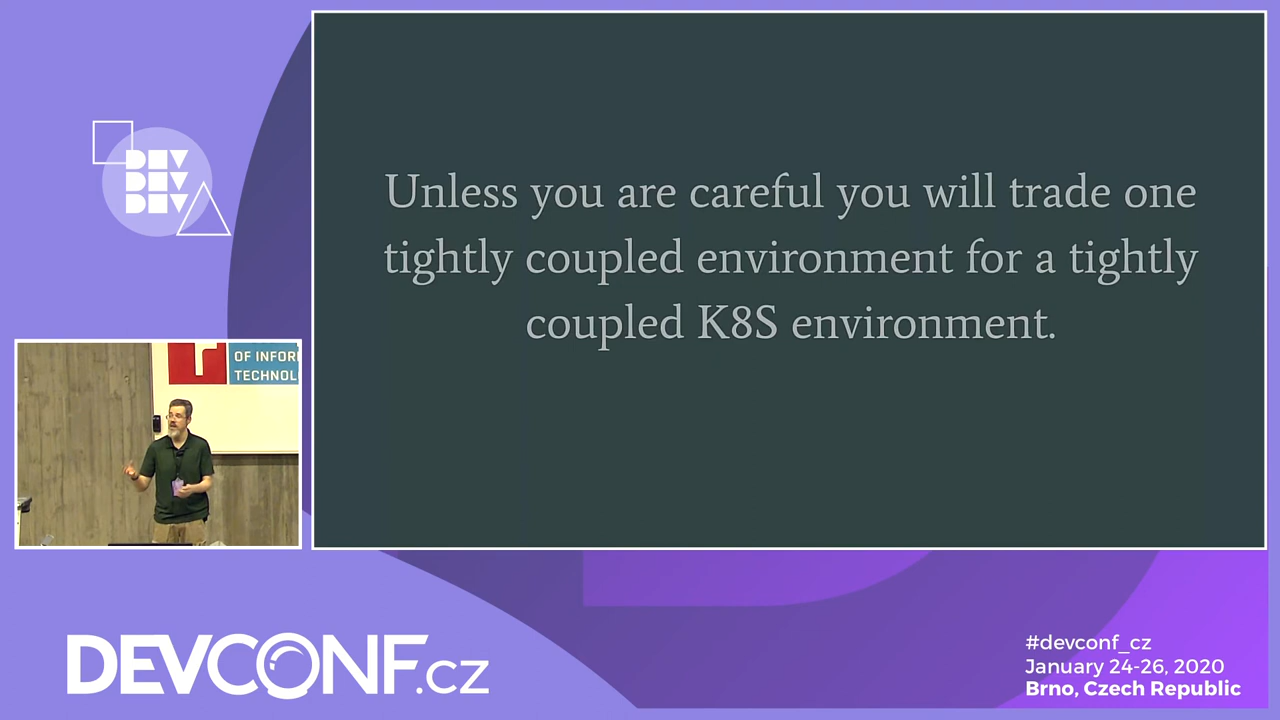 DEV
DEV
DEV
Unless you are careful you will trade one
tightly coupled environment for a tightly
coupled K8S environment.
OF INFOR
TECHNOL
DEVCONF.cz
#devconf_cz
January 24-26, 2020
Brno, Czech Republic